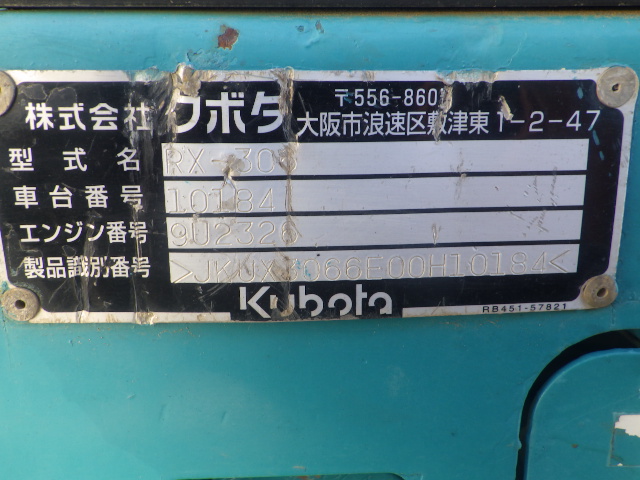 株式会社 クボタ 〒556-8601
大阪市浪速区敷津東1-2-47
型式名 RX-306
車台番号 10184
エンジン番号 9U2326
製品識別番号
Kubota RB451-57821